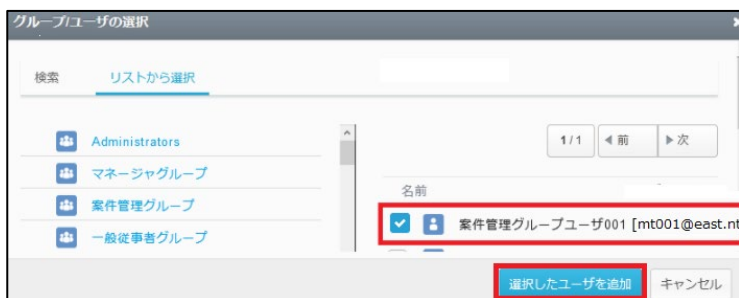 グループ/ユーザの選択
検索 リストから選択
Administrators
マネージャグループ
案件管理グループ
一般従事者グループ
1/1 ◀前 ▶次
名前
案件管理グループユーザ001 [mt001@east.nt
選択したユーザを追加 キャンセル